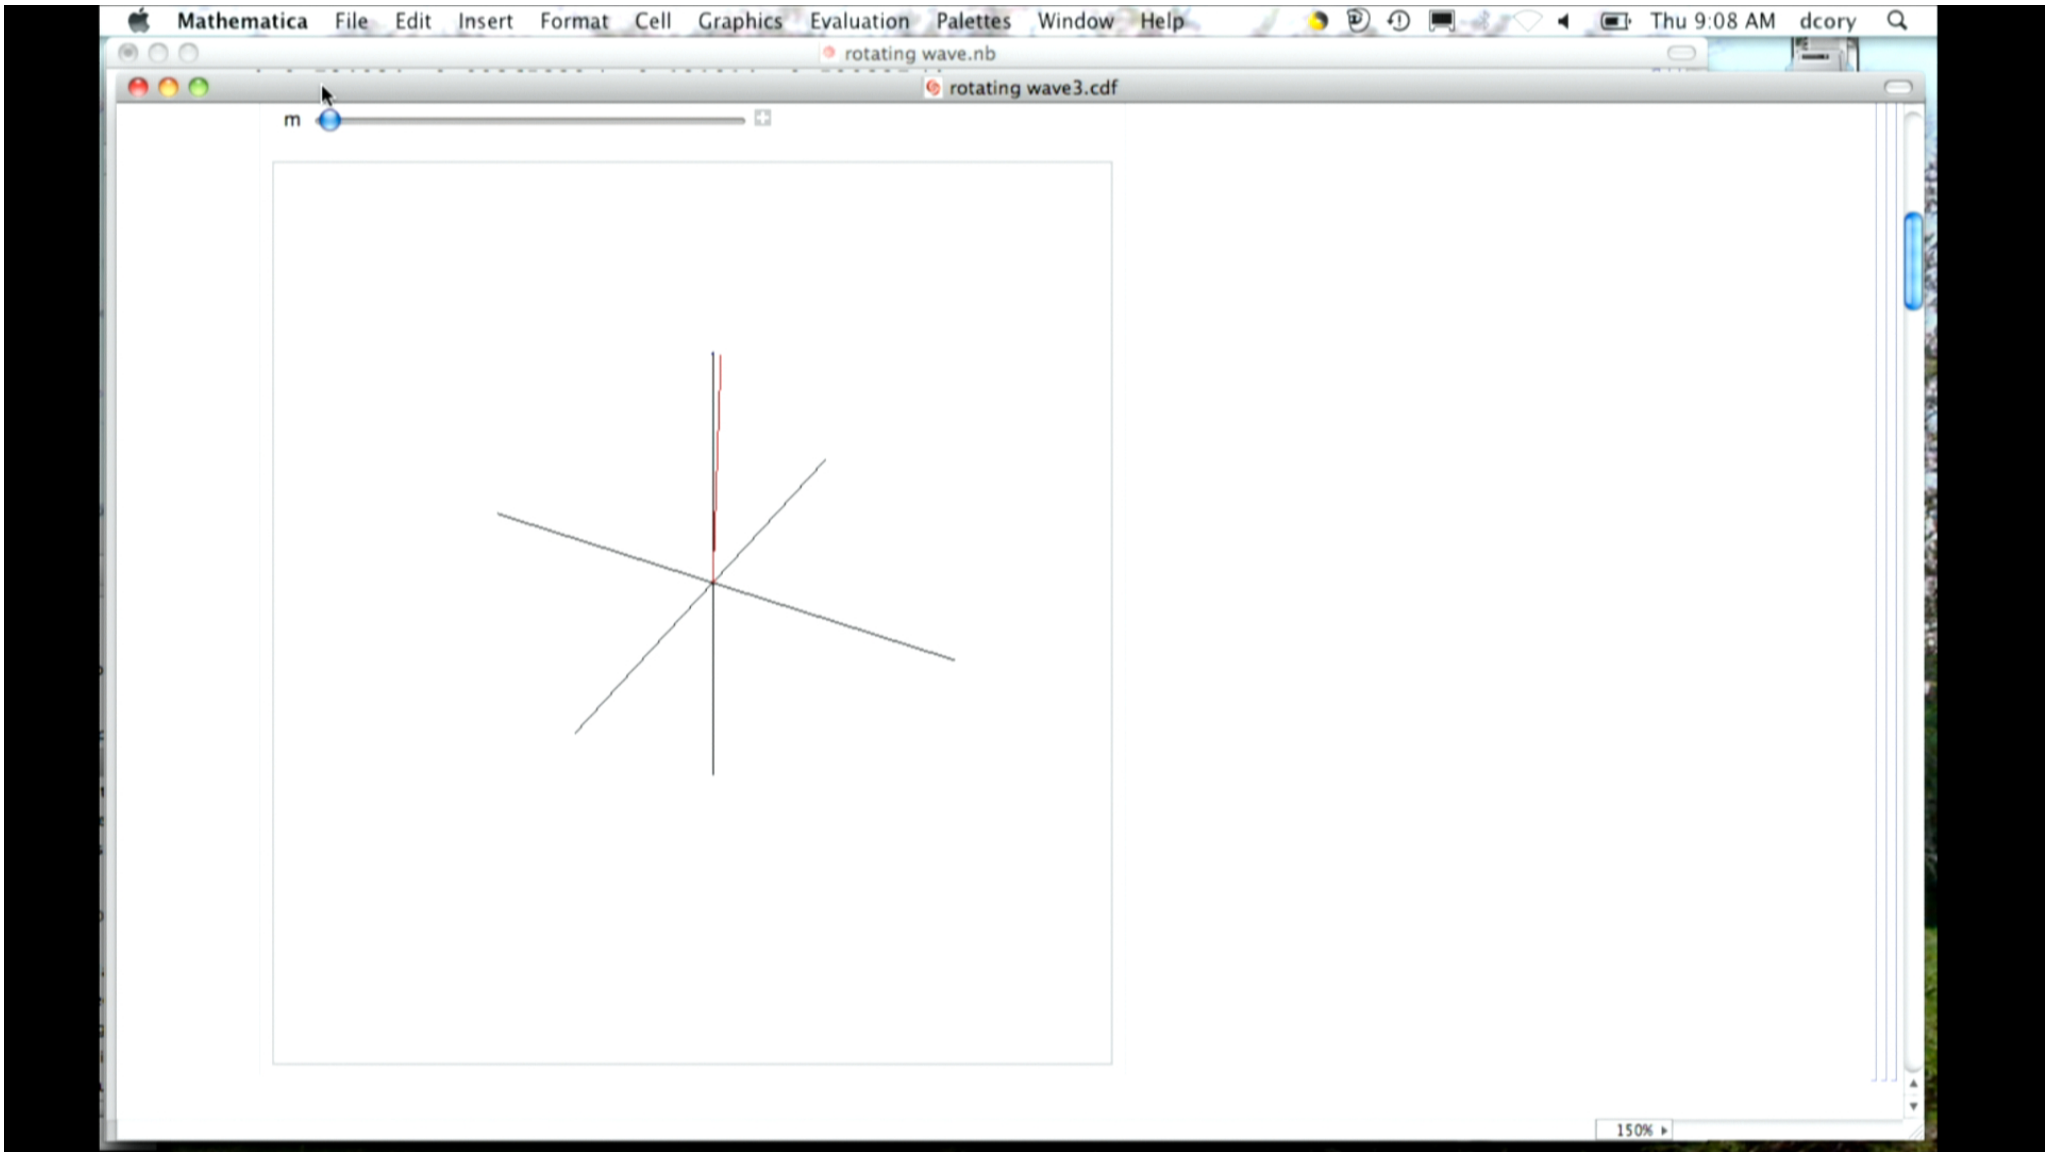 Mathematica File Edit Insert Format Cell Graphics Evaluation Palettes Window Help Thu 9:08 AM dcory
rotating wave.nb
rotating wave3.cdf
m
150%